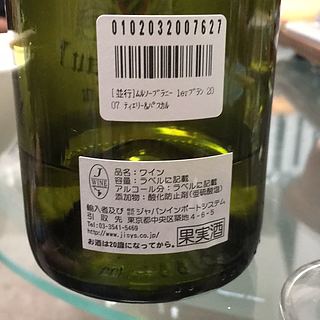 0102032007627
[並行]ムルソーブラニー 1erブラン 20
07. ティエリー&パスカル
J
WINE
品名：ワイン
容量：ラベルに記載
アルコール分：ラベルに記載
添加物：酸化防止剤(亜硫酸塩)
輸入者及び 株式会社 ジャパンインポートシステム
引取先 東京都中央区築地4-6-5
Tel.03-3541-5469
http://www.jisys.co.jp/
お酒は20歳になってから。
果実酒